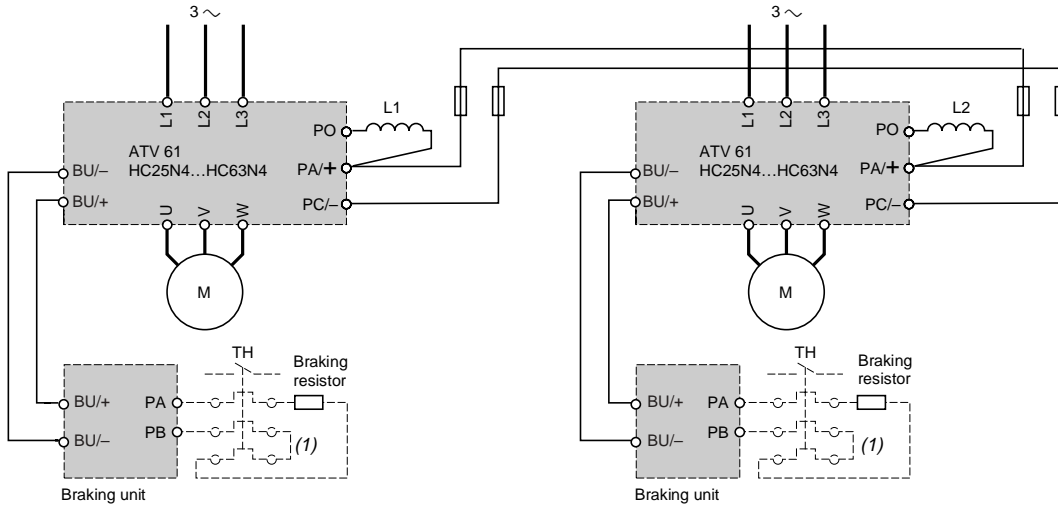 3 ~
3 ~
L1
L2
L3
PO
L1
ATV 61
HC25N4...HC63N4
PA/+
PC/–
BU/–
BU/+
U
V
W
M
L1
L2
L3
PO
L2
ATV 61
HC25N4...HC63N4
PA/+
PC/–
BU/–
BU/+
U
V
W
M
TH
Braking
resistor
BU/+
PA
PB
BU/–
(1)
Braking unit
TH
Braking
resistor
BU/+
PA
PB
BU/–
(1)
Braking unit